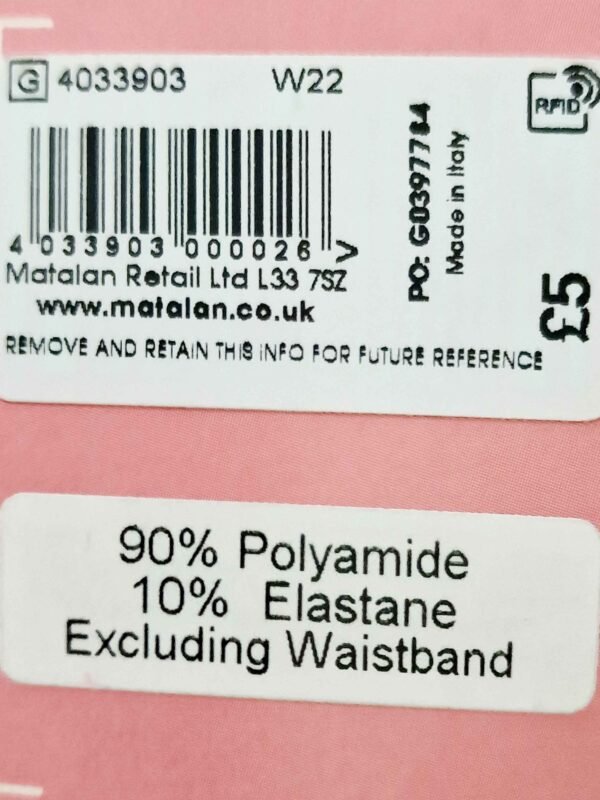 G 4033903 W22
RFID
4 033903 000026 V
Matalan Retail Ltd L33 7SZ
www.matalan.co.uk
REMOVE AND RETAIN THIS INFO FOR FUTURE REFERENCE
PO: G0397784
Made in Italy
£5
90% Polyamide
10% Elastane
Excluding Waistband